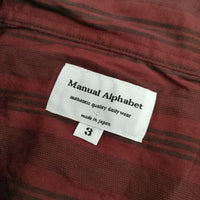 Manual Alphabet
authentic quality daily wear
made in japan
3